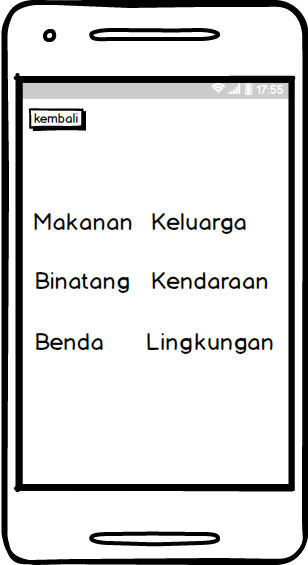 17:55
kembali
Makanan Keluarga
Binatang Kendaraan
Benda Lingkungan